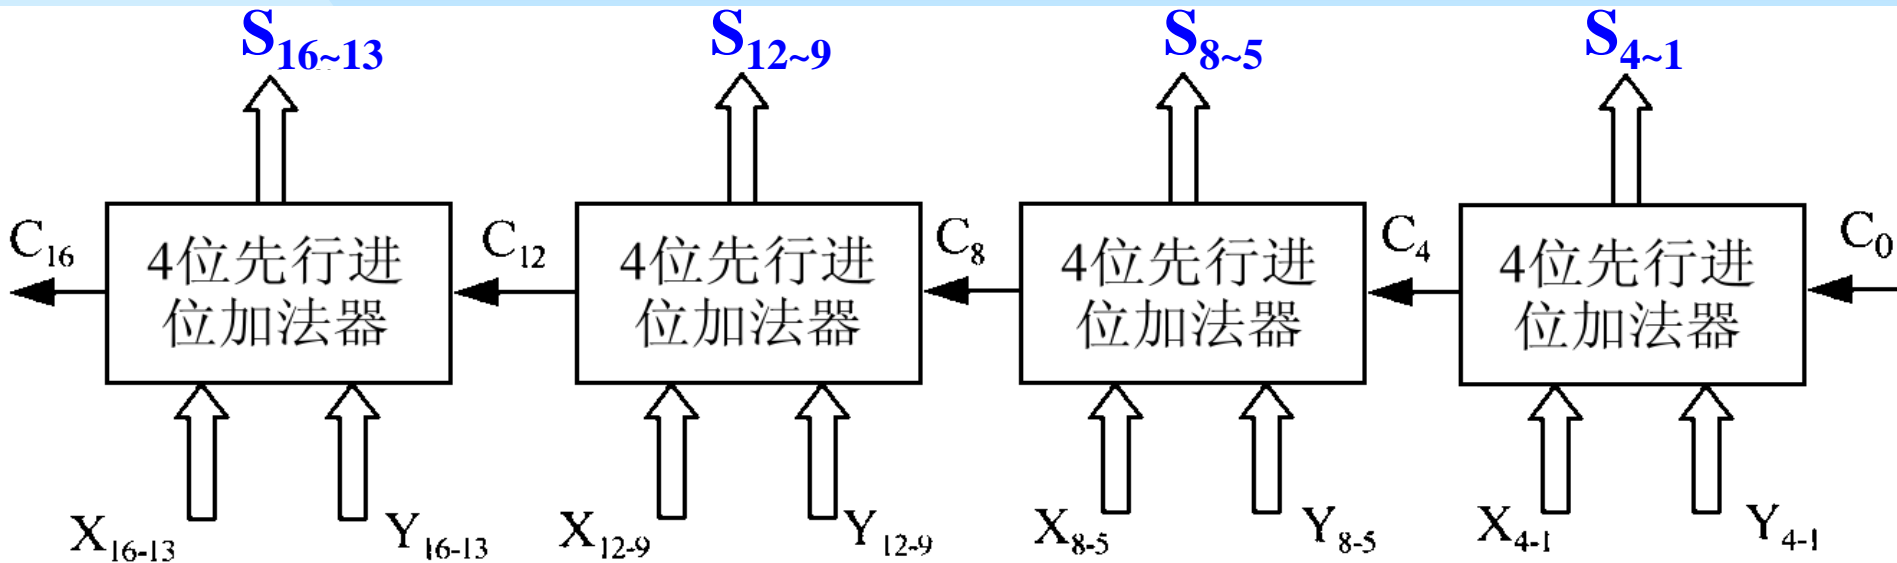 S16~13 S12~9 S8~5 S4~1
C16 C12 C8 C4 C0
4位先行进 4位先行进 4位先行进 4位先行进
位加法器 位加法器 位加法器 位加法器
X16-13 Y16-13 X12-9 Y12-9 X8-5 Y8-5 X4-1 Y4-1